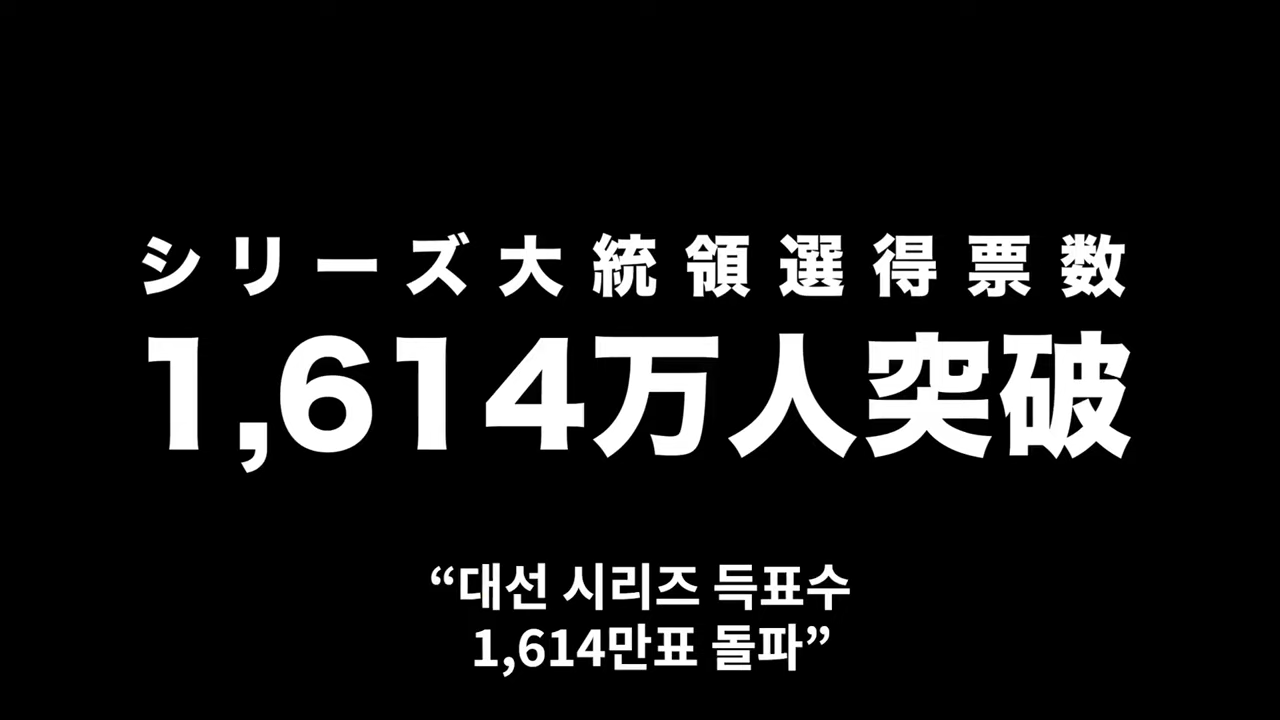 シリーズ大統領選得票数
1,614万人突破
“대선 시리즈 득표수
1,614만표 돌파”